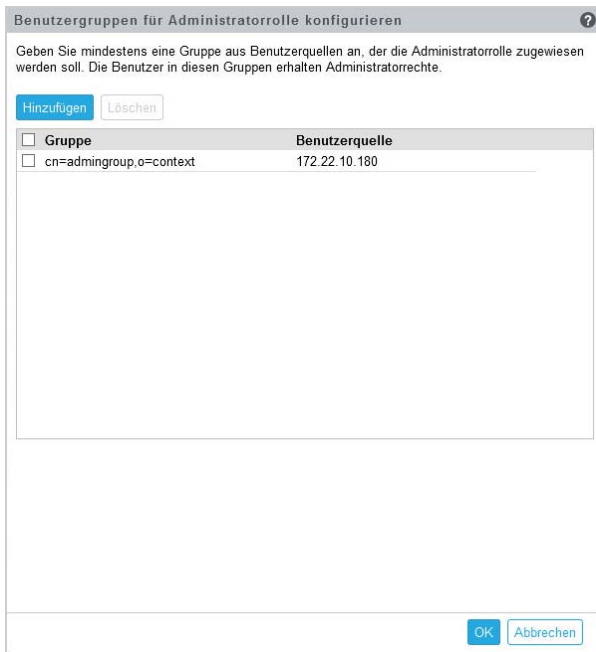 Benutzergruppen für Administratorrolle konfigurieren ?
Geben Sie mindestens eine Gruppe aus Benutzerquellen an, der die Administratorrolle zugewiesen
werden soll. Die Benutzer in diesen Gruppen erhalten Administratorrechte.
Hinzufügen Löschen
Gruppe Benutzerquelle
cn=admingroup,o=context 172.22.10.180
OK Abbrechen